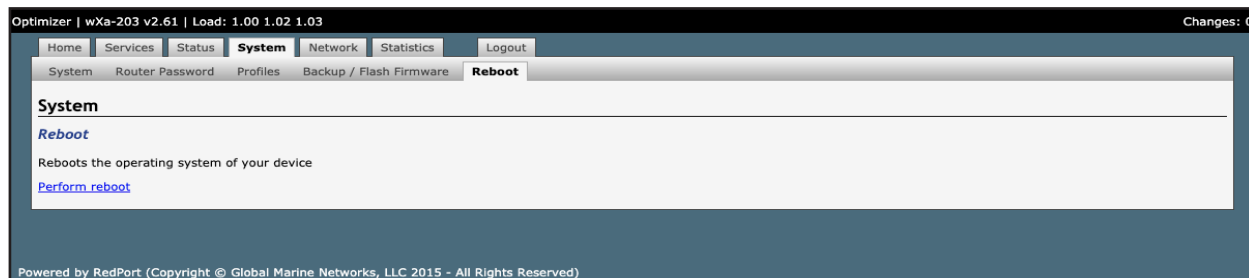 Optimizer | wXa-203 v2.61 | Load: 1.00 1.02 1.03 Changes: 0
Home Services Status System Network Statistics Logout
System Router Password Profiles Backup / Flash Firmware Reboot
System
Reboot
Reboots the operating system of your device
Perform reboot
Powered by RedPort (Copyright © Global Marine Networks, LLC 2015 - All Rights Reserved)